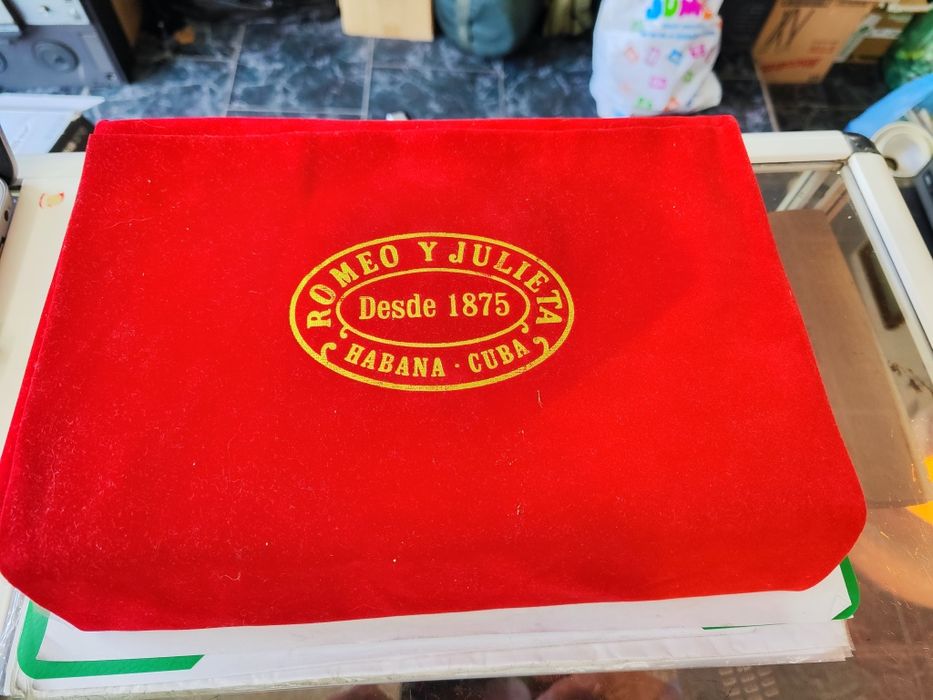 ROMEO Y JULIETA
Desde 1875
HABANA · CUBA